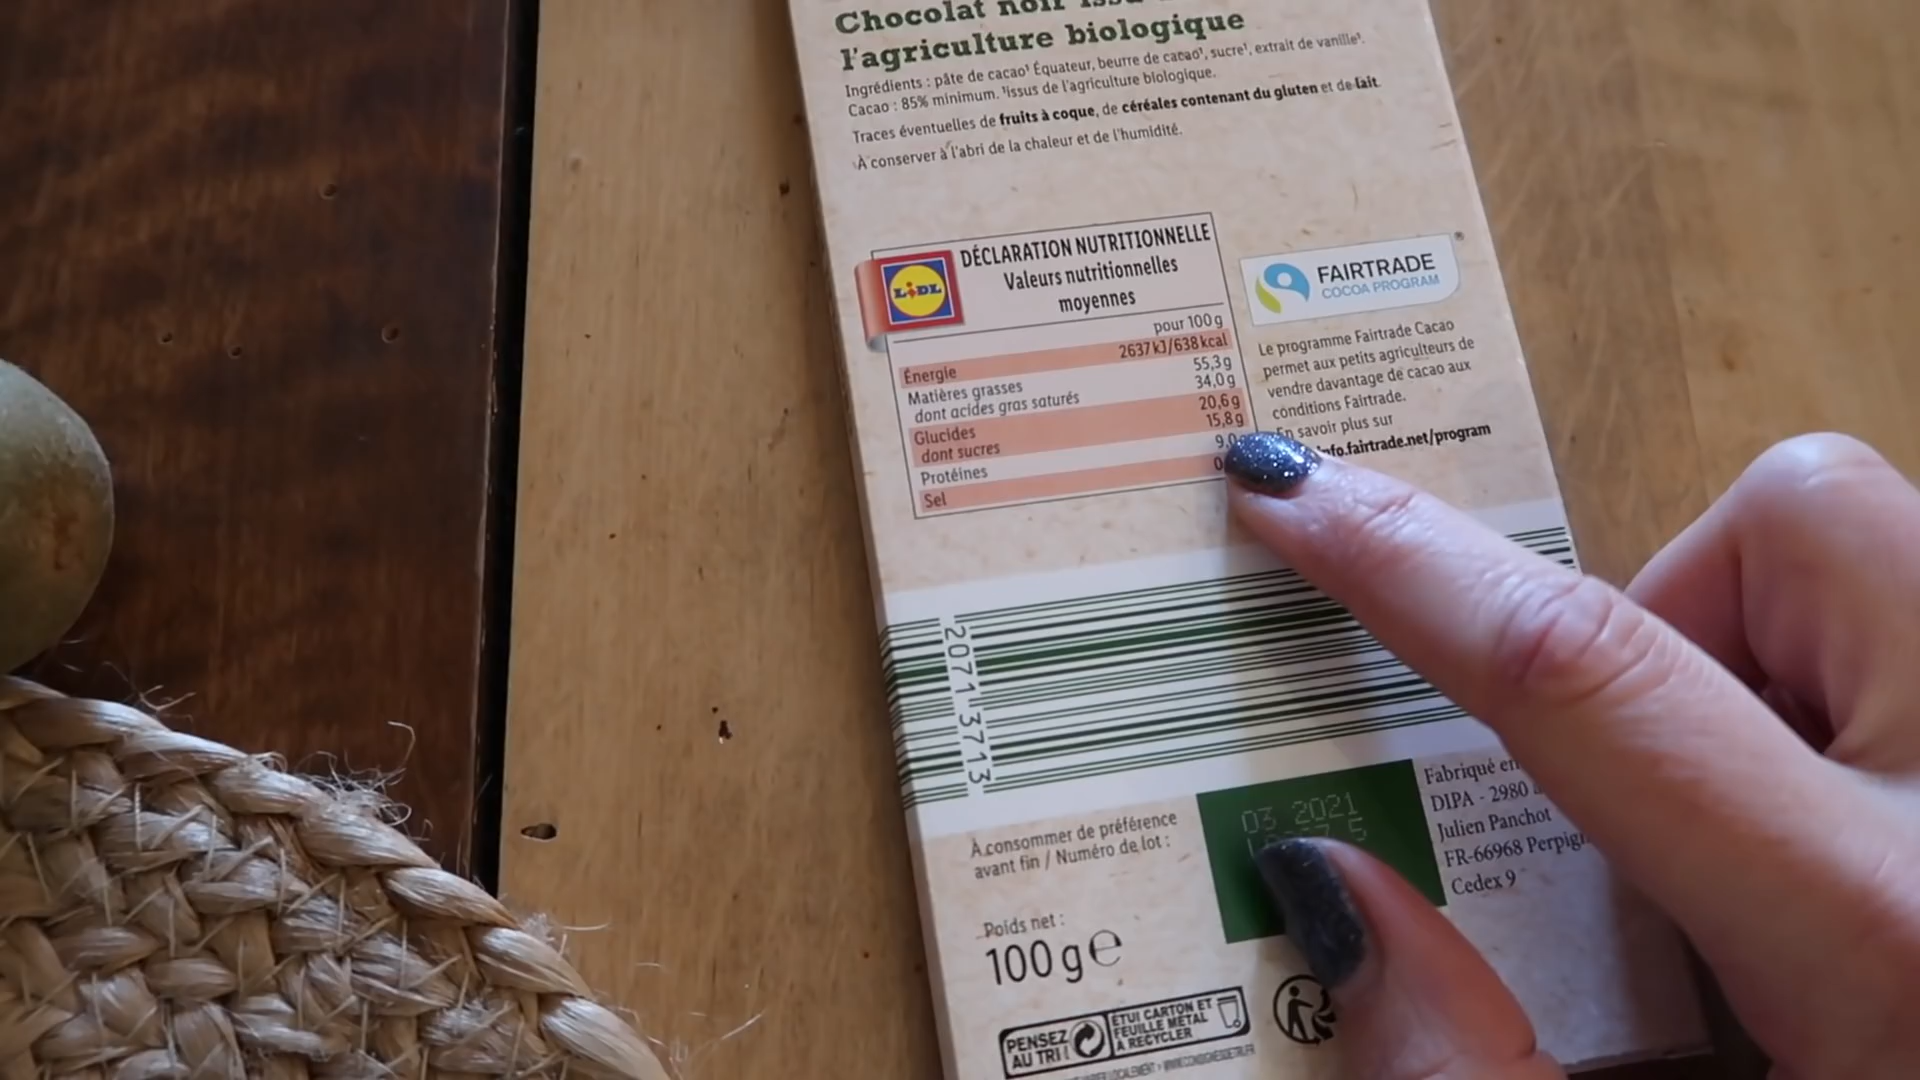 Chocolat noir issu
l'agriculture biologique
Ingrédients : pâte de cacao¹ Équateur, beurre de cacao¹, sucre¹, extrait de vanille¹.
Cacao : 85% minimum. ¹issus de l'agriculture biologique.
Traces éventuelles de fruits à coque, de céréales contenant du gluten et de lait.
À conserver à l'abri de la chaleur et de l'humidité.
LIDL
DÉCLARATION NUTRITIONNELLE
Valeurs nutritionnelles
moyennes
pour 100 g
Énergie 2637 kJ/638 kcal
Matières grasses 55,3 g
dont acides gras saturés 34,0 g
Glucides 20,6 g
dont sucres 15,8 g
Protéines 9,0
Sel 0
FAIRTRADE ®
COCOA PROGRAM
Le programme Fairtrade Cacao
permet aux petits agriculteurs de
vendre davantage de cacao aux
conditions Fairtrade.
En savoir plus sur
info.fairtrade.net/program
2071 3713
À consommer de préférence
avant fin / Numéro de lot :
03 2021
Fabriqué en
DIPA - 2980
Julien Panchot
FR-66968 Perpign
Cedex 9
Poids net :
100 g e
PENSEZ
AU TRI !
ÉTUI CARTON ET
FEUILLE MÉTAL
À RECYCLER